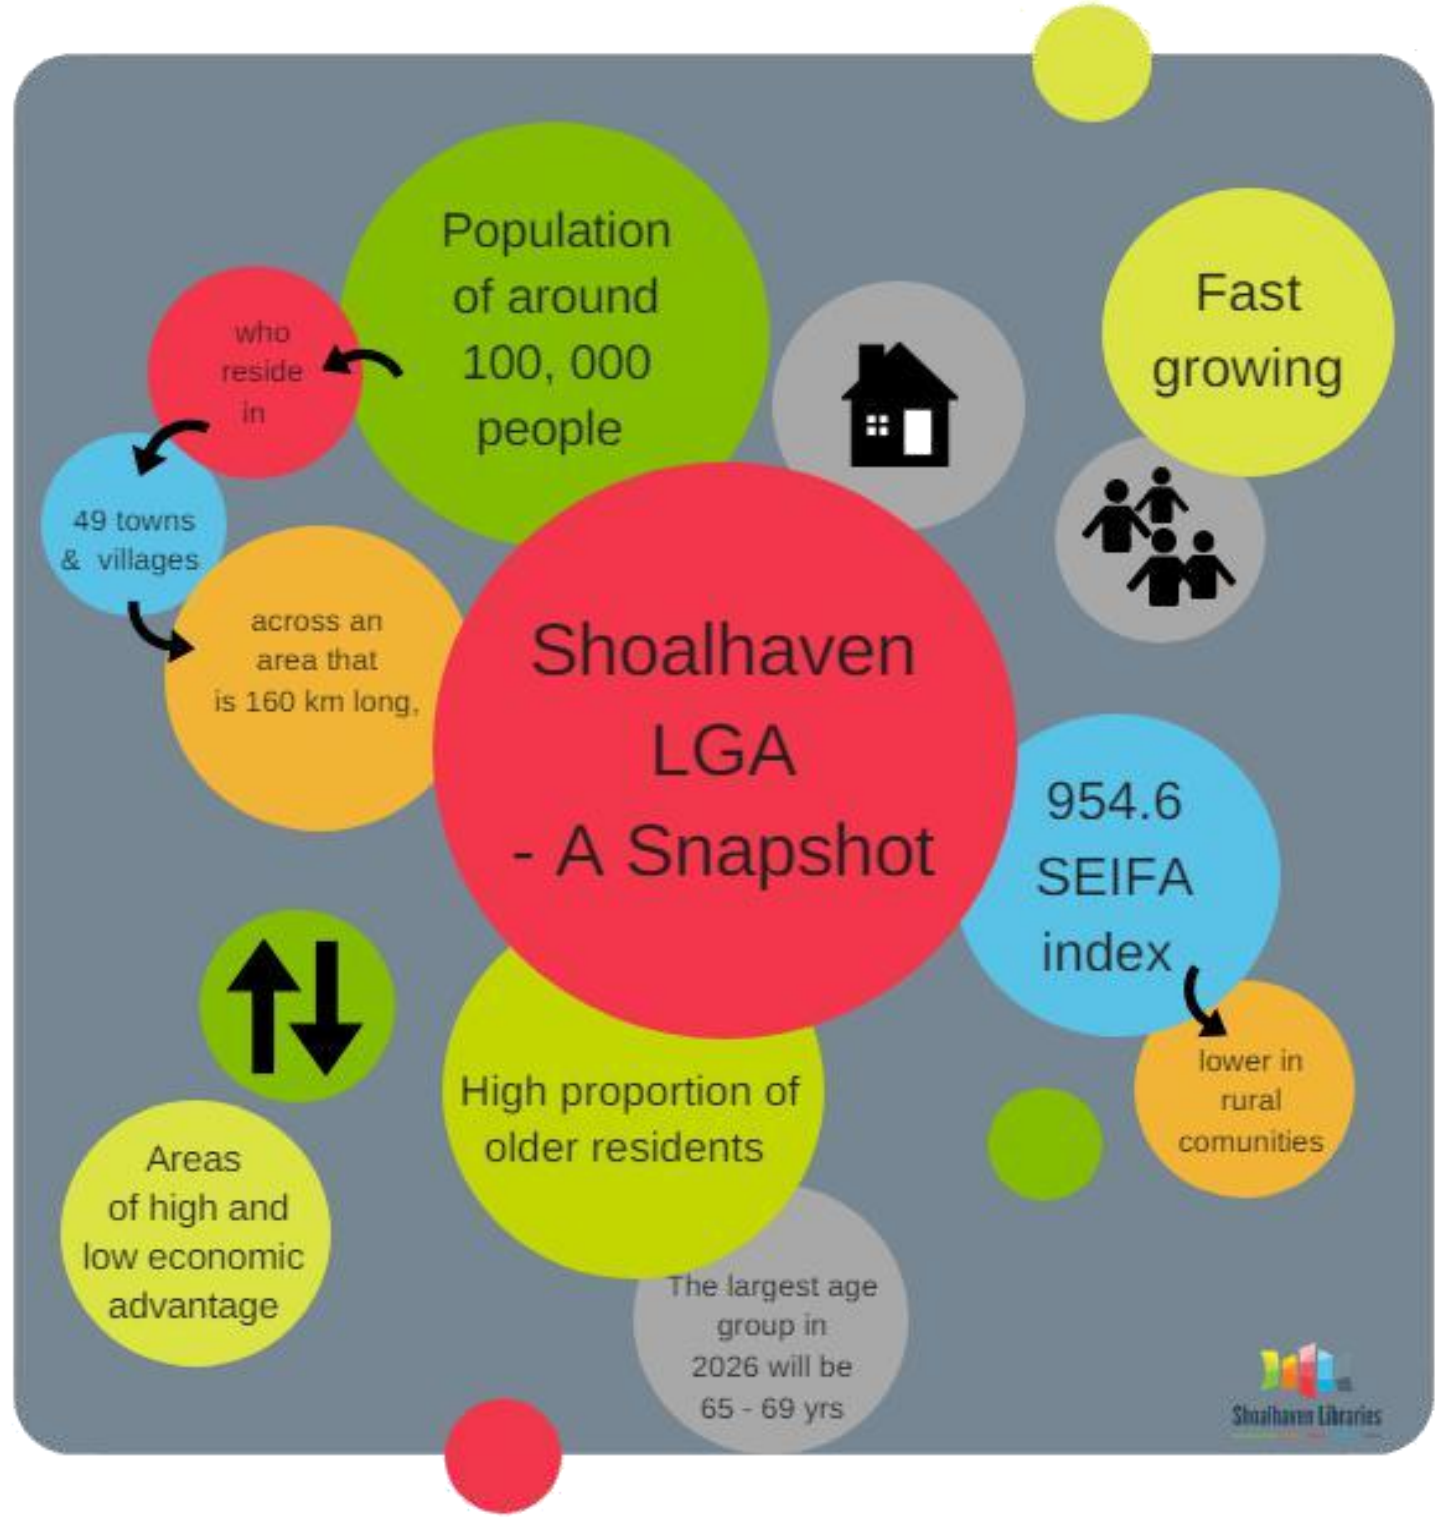 Population
of around
100, 000
people
who
reside
in
49 towns
& villages
across an
area that
is 160 km long,
Fast
growing
Shoalhaven
LGA
- A Snapshot
954.6
SEIFA
index
lower in
rural
comunities
High proportion of
older residents
The largest age
group in
2026 will be
65 - 69 yrs
Areas
of high and
low economic
advantage
Shoalhaven Libraries